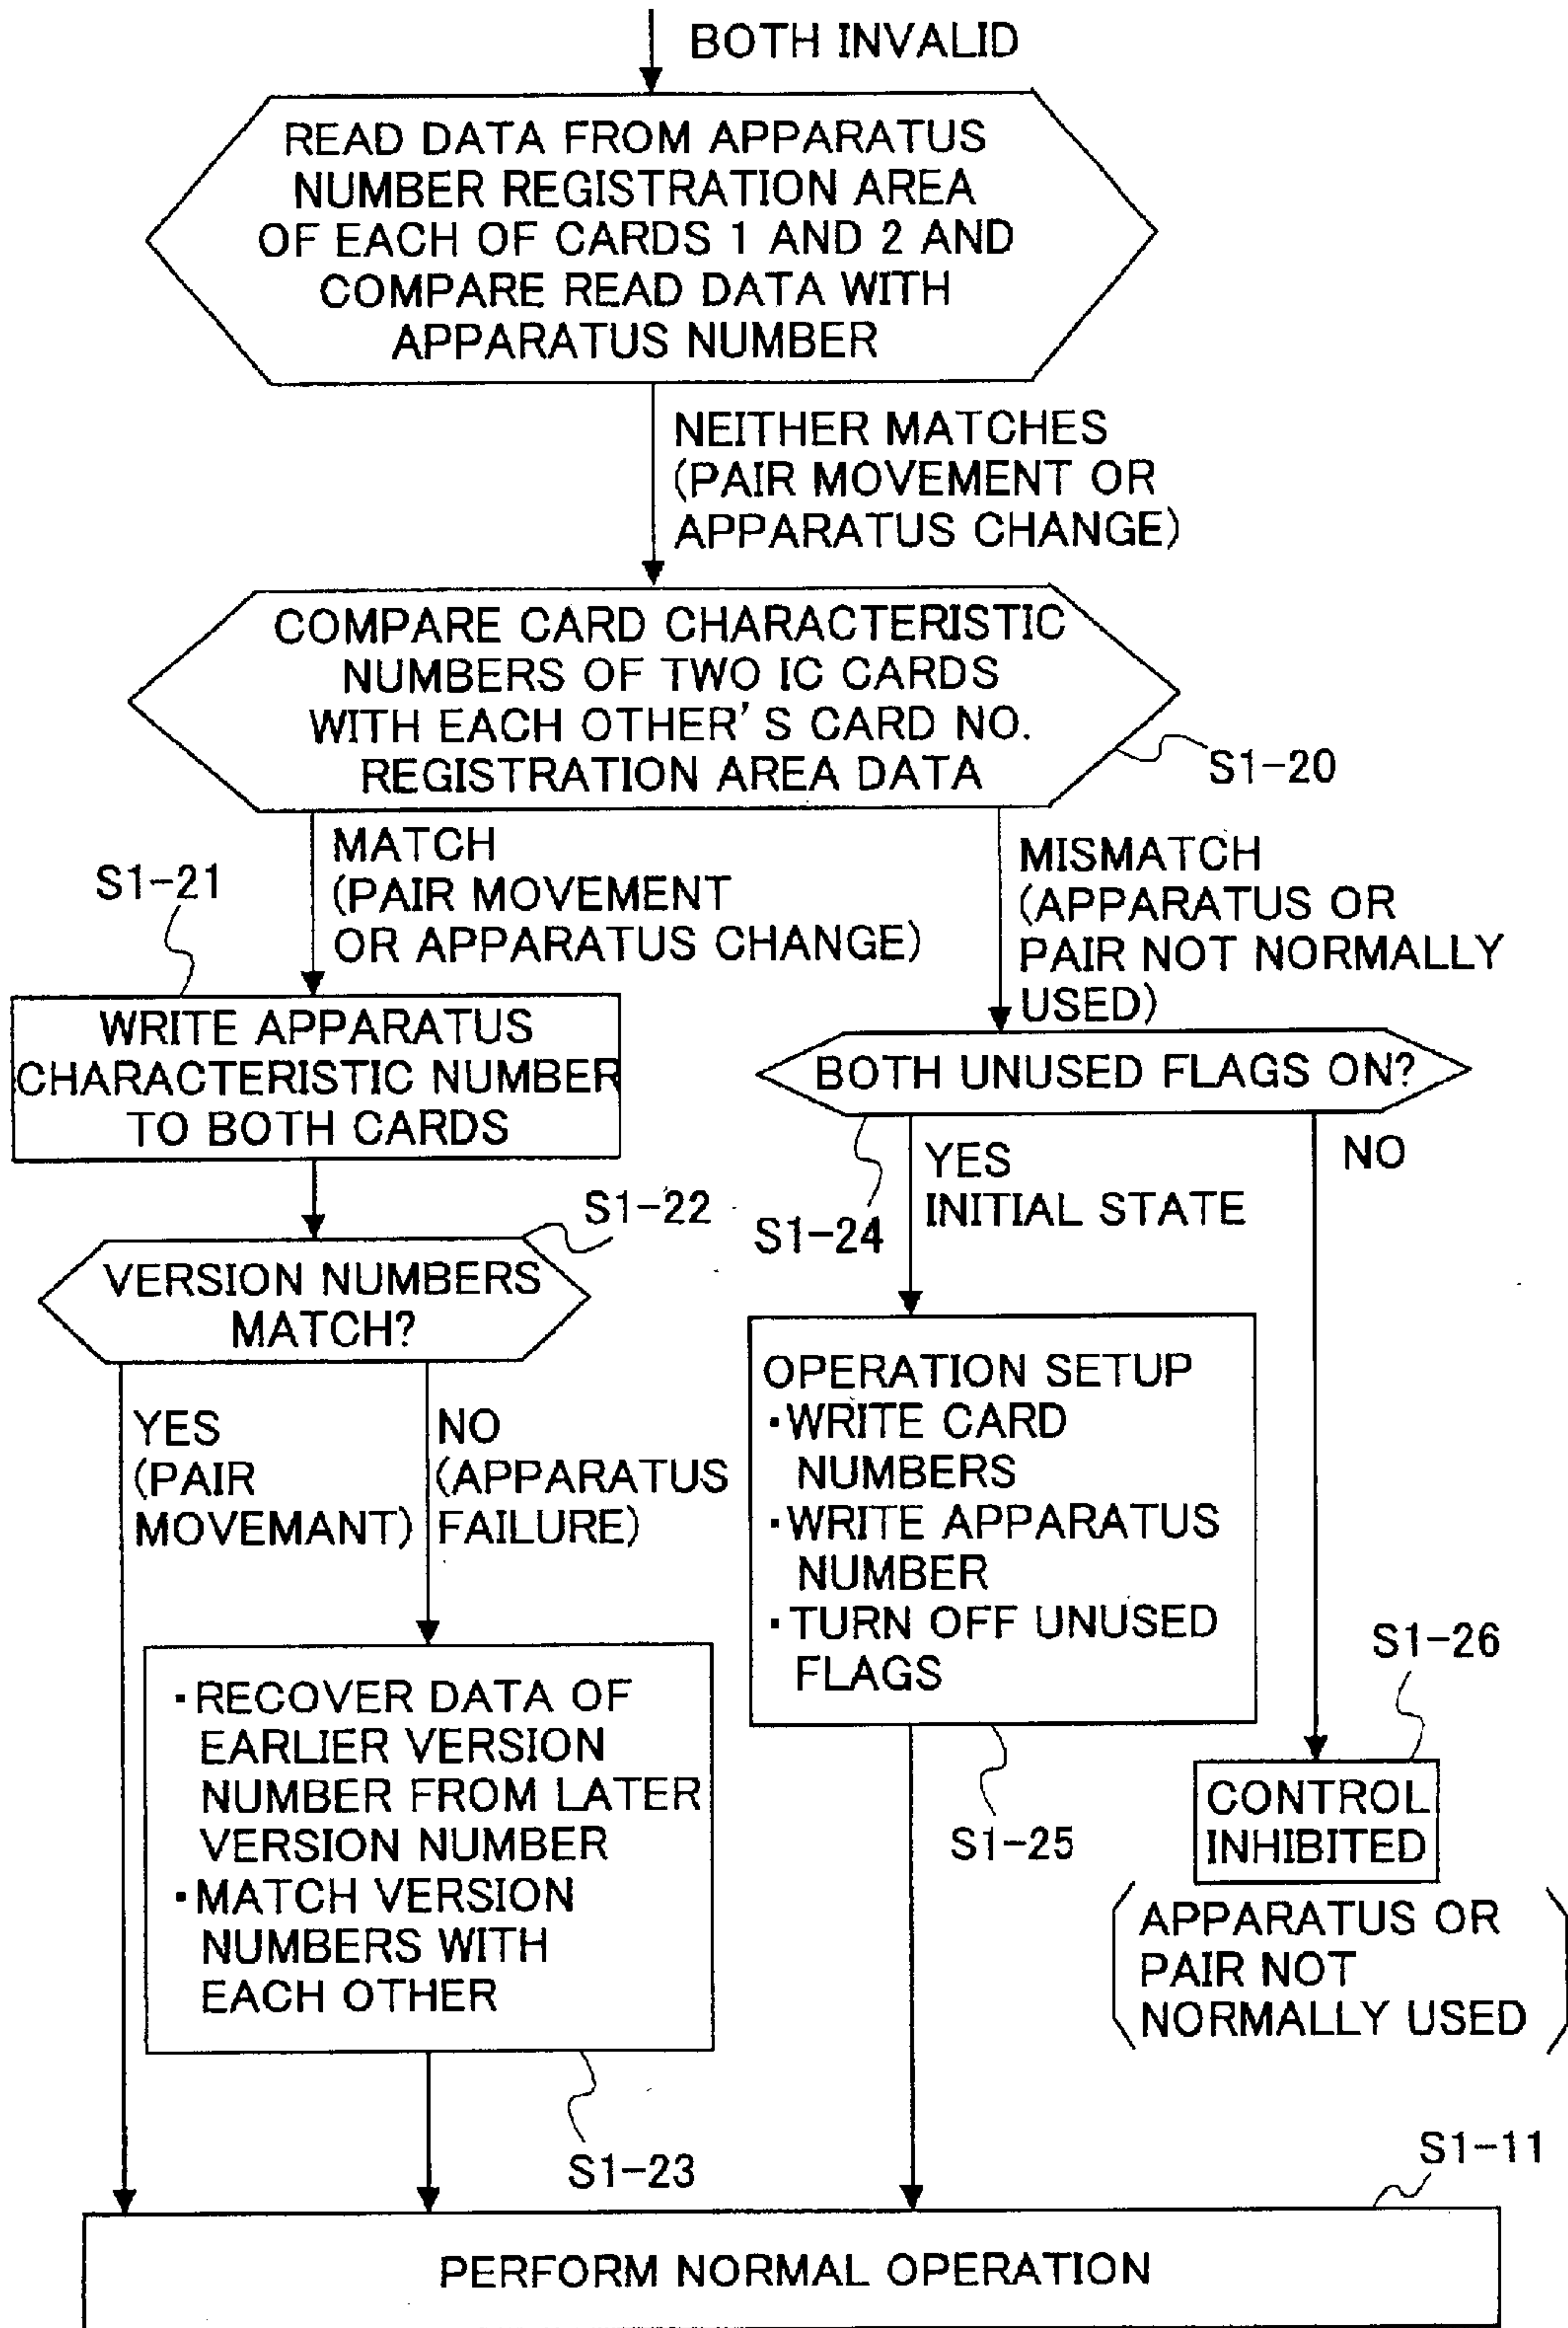 BOTH INVALID
READ DATA FROM APPARATUS
NUMBER REGISTRATION AREA
OF EACH OF CARDS 1 AND 2 AND
COMPARE READ DATA WITH
APPARATUS NUMBER
NEITHER MATCHES
(PAIR MOVEMENT OR
APPARATUS CHANGE)
COMPARE CARD CHARACTERISTIC
NUMBERS OF TWO IC CARDS
WITH EACH OTHER'S CARD NO.
REGISTRATION AREA DATA
S1-20
MATCH
(PAIR MOVEMENT
OR APPARATUS CHANGE)
MISMATCH
(APPARATUS OR
PAIR NOT NORMALLY
USED)
S1-21
WRITE APPARATUS
CHARACTERISTIC NUMBER
TO BOTH CARDS
BOTH UNUSED FLAGS ON?
S1-24
YES
INITIAL STATE
NO
S1-22
VERSION NUMBERS
MATCH?
YES
(PAIR
MOVEMANT)
NO
(APPARATUS
FAILURE)
OPERATION SETUP
・WRITE CARD
NUMBERS
・WRITE APPARATUS
NUMBER
・TURN OFF UNUSED
FLAGS
S1-25
S1-26
CONTROL
INHIBITED
(APPARATUS OR
PAIR NOT
NORMALLY USED)
・RECOVER DATA OF
EARLIER VERSION
NUMBER FROM LATER
VERSION NUMBER
・MATCH VERSION
NUMBERS WITH
EACH OTHER
S1-23
S1-11
PERFORM NORMAL OPERATION